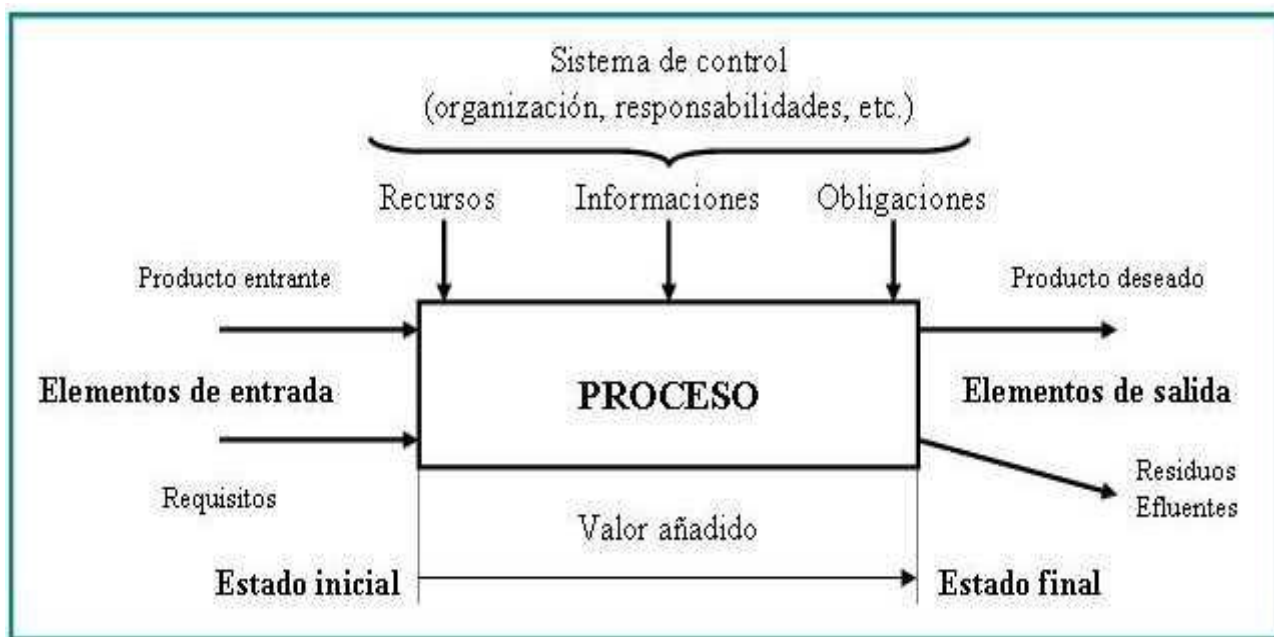 Sistema de control
(organización, responsabilidades, etc.)
Recursos
Informaciones
Obligaciones
Producto entrante
Producto deseado
Elementos de entrada
PROCESO
Elementos de salida
Requisitos
Residuos
Efluentes
Valor añadido
Estado inicial
Estado final